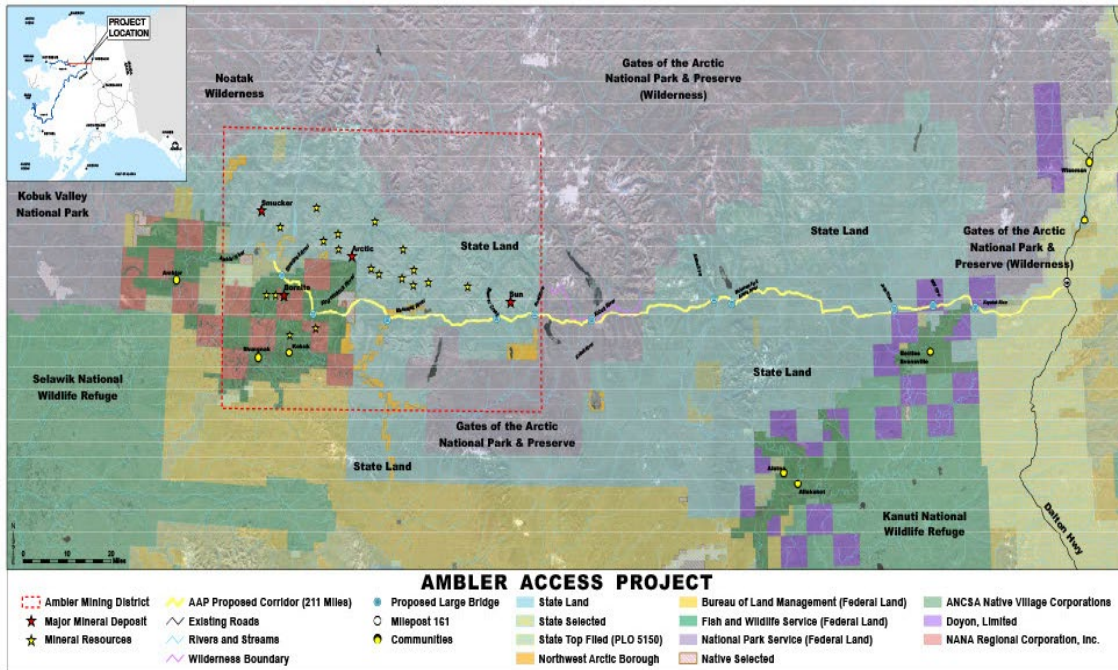 PROJECT
LOCATION
Noatak
Wilderness
Gates of the Arctic
National Park & Preserve
(Wilderness)
Kobuk Valley
National Park
Smucker
Arctic
State Land
State Land
Wiseman
Gates of the Arctic
National Park &
Preserve (Wilderness)
Ambler
Bornite
Sun
Shungnak
Kobuk
Bettles
Evansville
Selawik National
Wildlife Refuge
State Land
Gates of the Arctic
National Park & Preserve
State Land
Alatna
Allakaket
Kanuti National
Wildlife Refuge
Dalton Hwy
0 10 20
Miles
AMBLER ACCESS PROJECT
Ambler Mining District
Major Mineral Deposit
Mineral Resources
AAP Proposed Corridor (211 Miles)
Existing Roads
Rivers and Streams
Wilderness Boundary
Proposed Large Bridge
Milepost 161
Communities
State Land
State Selected
State Top Filed (PLO 5150)
Northwest Arctic Borough
Bureau of Land Management (Federal Land)
Fish and Wildlife Service (Federal Land)
National Park Service (Federal Land)
Native Selected
ANCSA Native Village Corporations
Doyon, Limited
NANA Regional Corporation, Inc.